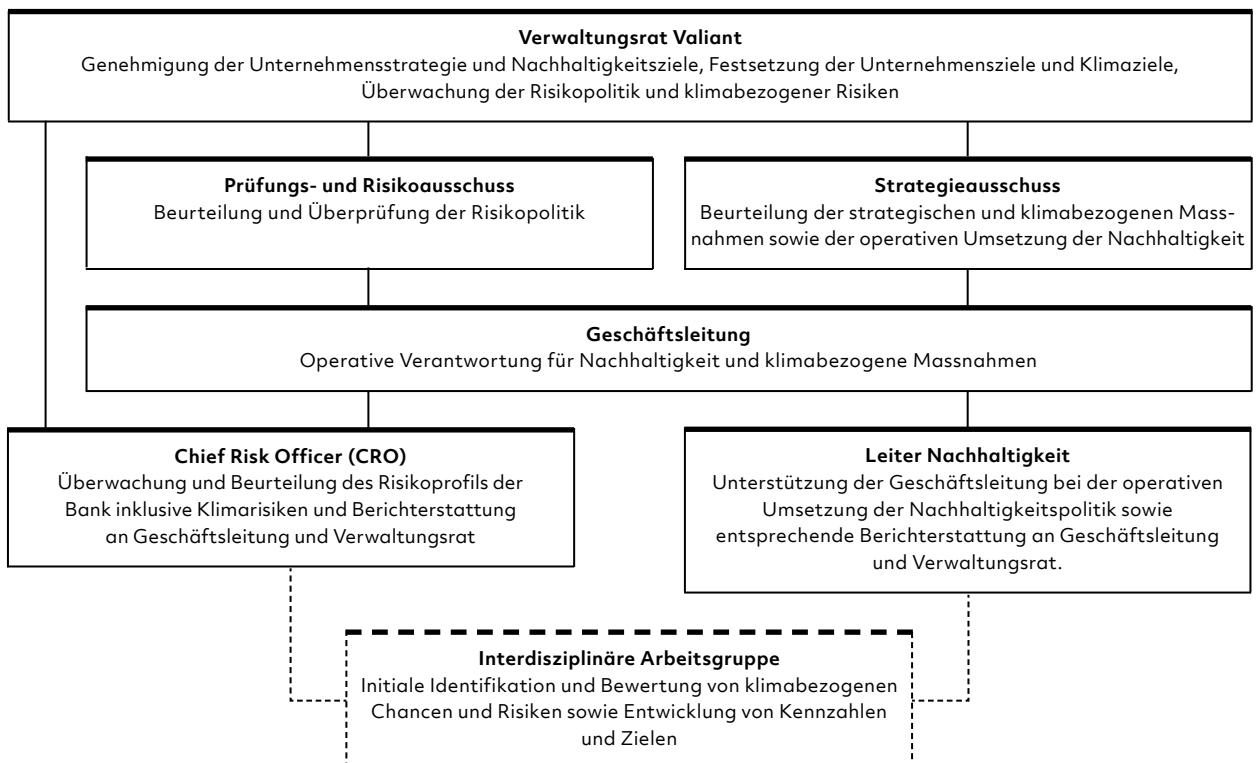 Verwaltungsrat Valiant
Genehmigung der Unternehmensstrategie und Nachhaltigkeitsziele, Festsetzung der Unternehmensziele und Klimaziele,
Überwachung der Risikopolitik und klimabezogener Risiken
Prüfungs- und Risikoausschuss
Beurteilung und Überprüfung der Risikopolitik
Strategieausschuss
Beurteilung der strategischen und klimabezogenen Mass-
nahmen sowie der operativen Umsetzung der Nachhaltigkeit
Geschäftsleitung
Operative Verantwortung für Nachhaltigkeit und klimabezogene Massnahmen
Chief Risk Officer (CRO)
Überwachung und Beurteilung des Risikoprofils der
Bank inklusive Klimarisiken und Berichterstattung
an Geschäftsleitung und Verwaltungsrat
Leiter Nachhaltigkeit
Unterstützung der Geschäftsleitung bei der operativen
Umsetzung der Nachhaltigkeitspolitik sowie
entsprechende Berichterstattung an Geschäftsleitung
und Verwaltungsrat.
Interdisziplinäre Arbeitsgruppe
Initiale Identifikation und Bewertung von klimabezogenen
Chancen und Risiken sowie Entwicklung von Kennzahlen
und Zielen